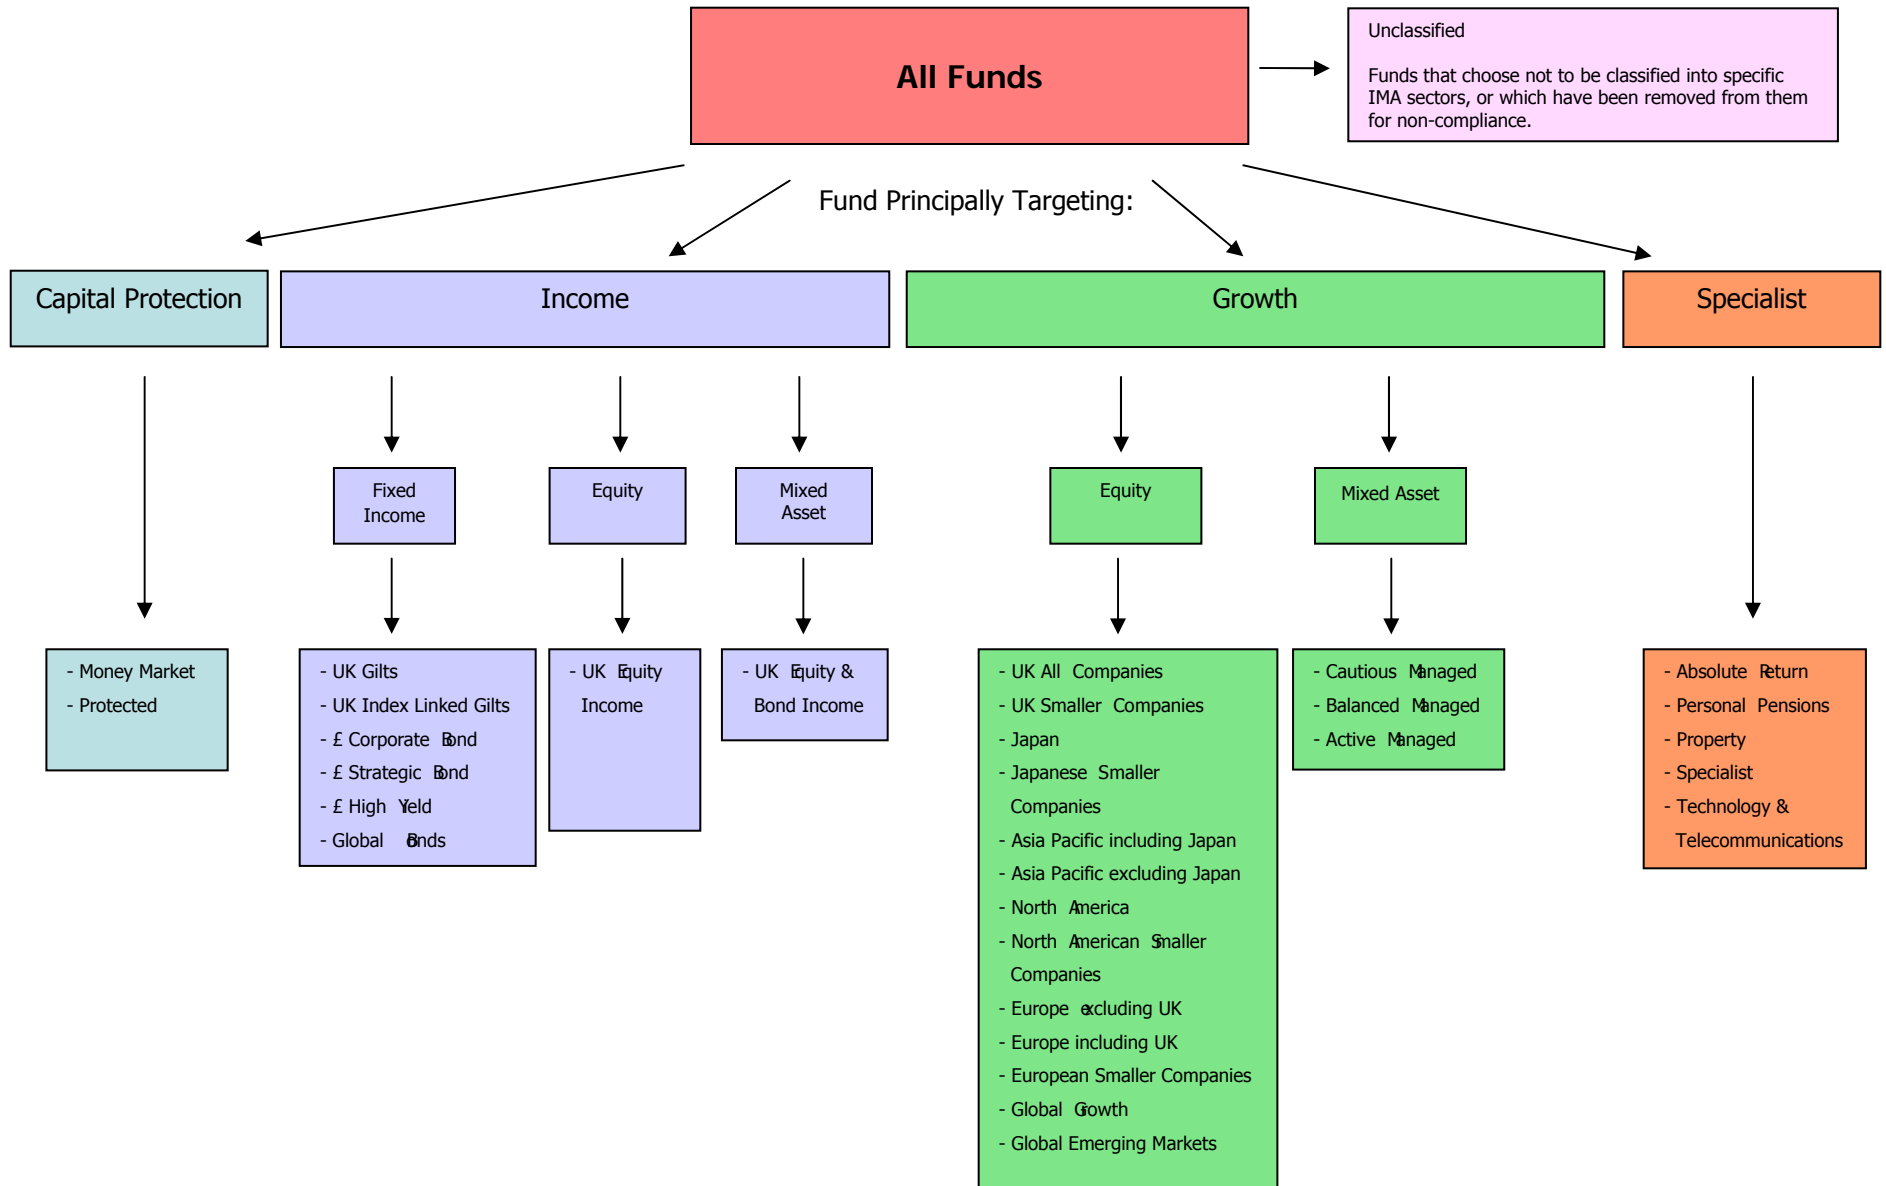 All Funds
Unclassified
Funds that choose not to be classified into specific
IMA sectors, or which have been removed from them
for non-compliance.
Fund Principally Targeting:
Capital Protection
Income
Growth
Specialist
Fixed
Income
Equity
Mixed
Asset
Equity
Mixed Asset
- Money Market
- Protected
- UK Gilts
- UK Index Linked Gilts
- £ Corporate Bond
- £ Strategic Bond
- £ High Yield
- Global Bonds
- UK Equity
Income
- UK Equity &
Bond Income
- UK All Companies
- UK Smaller Companies
- Japan
- Japanese Smaller
Companies
- Asia Pacific including Japan
- Asia Pacific excluding Japan
- North America
- North American Smaller
Companies
- Europe excluding UK
- Europe including UK
- European Smaller Companies
- Global Growth
- Global Emerging Markets
- Cautious Managed
- Balanced Managed
- Active Managed
- Absolute Return
- Personal Pensions
- Property
- Specialist
- Technology &
Telecommunications